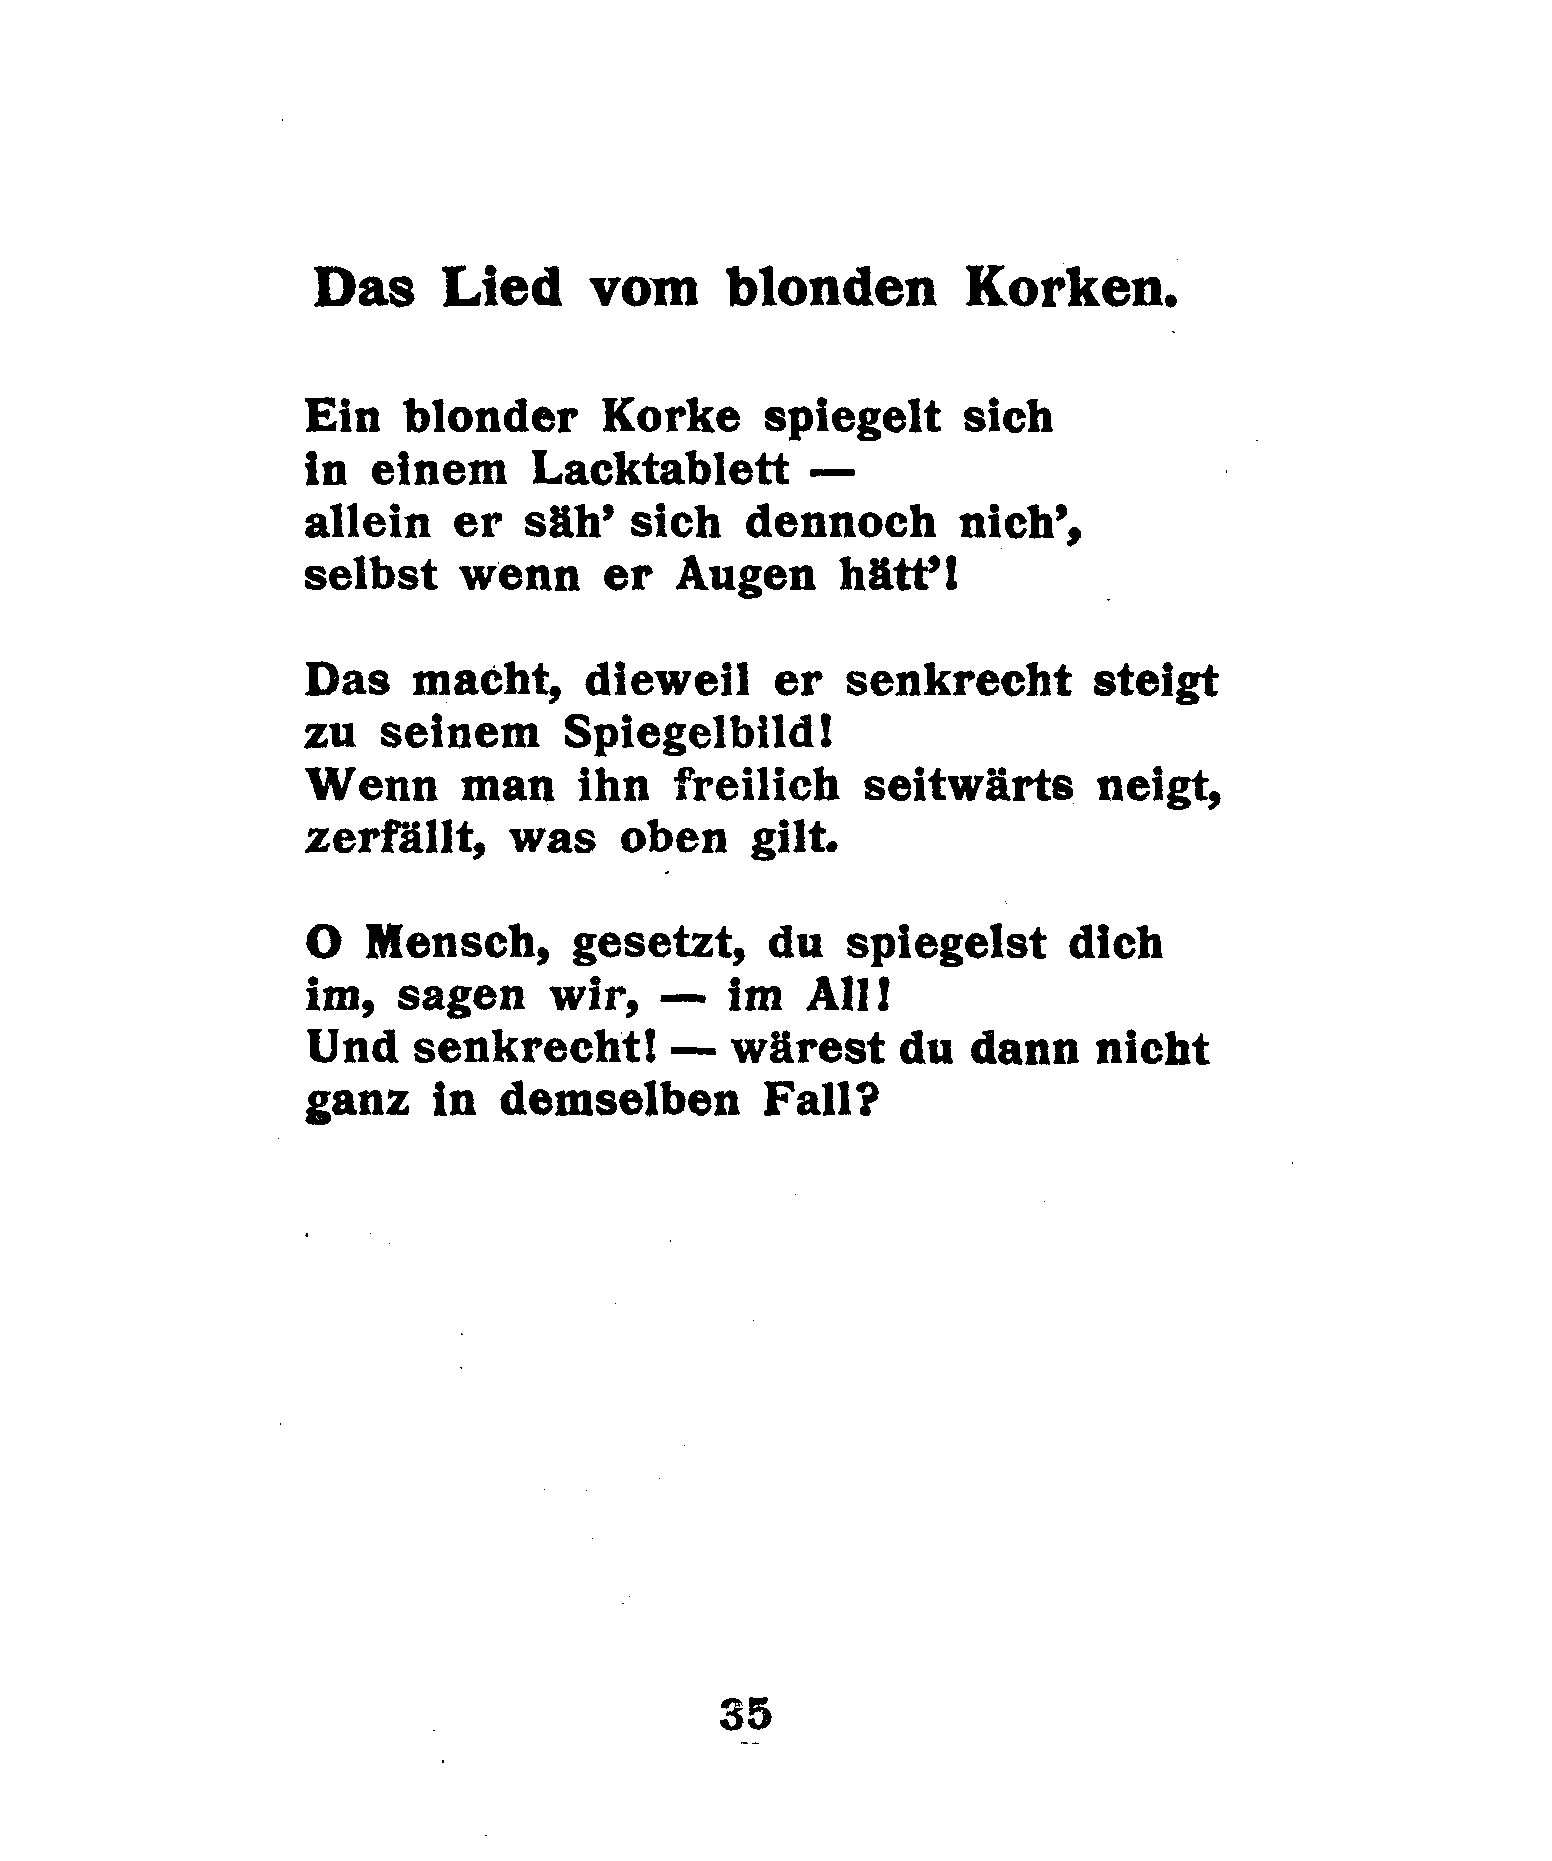 Das Lied vom blonden Korken.
Ein blonder Korke spiegelt sich
in einem Lacktablett —
allein er säh’ sich dennoch nich’,
selbst wenn er Augen hätt’!
Das macht, dieweil er senkrecht steigt
zu seinem Spiegelbild!
Wenn man ihn freilich seitwärts neigt,
zerfällt, was oben gilt.
O Mensch, gesetzt, du spiegelst dich
im, sagen wir, — im All!
Und senkrecht! — wärest du dann nicht
ganz in demselben Fall?
35